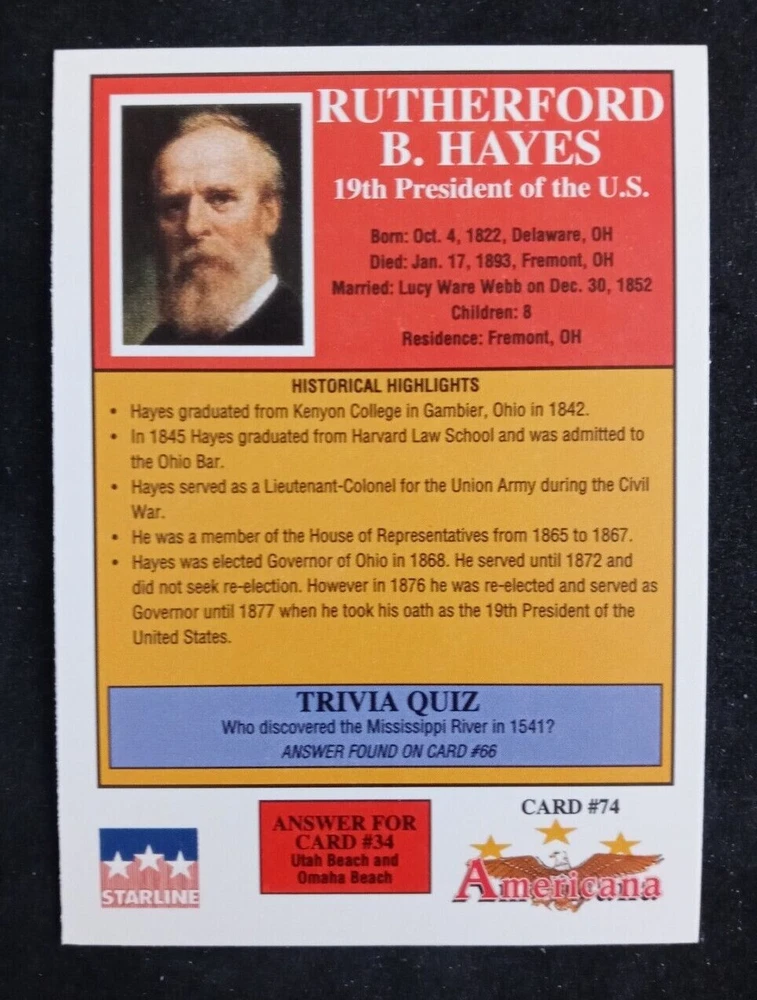 RUTHERFORD
B. HAYES
19th President of the U.S.
Born: Oct. 4, 1822, Delaware, OH
Died: Jan. 17, 1893, Fremont, OH
Married: Lucy Ware Webb on Dec. 30, 1852
Children: 8
Residence: Fremont, OH
HISTORICAL HIGHLIGHTS
• Hayes graduated from Kenyon College in Gambier, Ohio in 1842.
• In 1845 Hayes graduated from Harvard Law School and was admitted to
the Ohio Bar.
• Hayes served as a Lieutenant-Colonel for the Union Army during the Civil
War.
• He was a member of the House of Representatives from 1865 to 1867.
• Hayes was elected Governor of Ohio in 1868. He served until 1872 and
did not seek re-election. However in 1876 he was re-elected and served as
Governor until 1877 when he took his oath as the 19th President of the
United States.
TRIVIA QUIZ
Who discovered the Mississippi River in 1541?
ANSWER FOUND ON CARD #66
STARLINE
ANSWER FOR
CARD #34
Utah Beach and
Omaha Beach
CARD #74
Americana